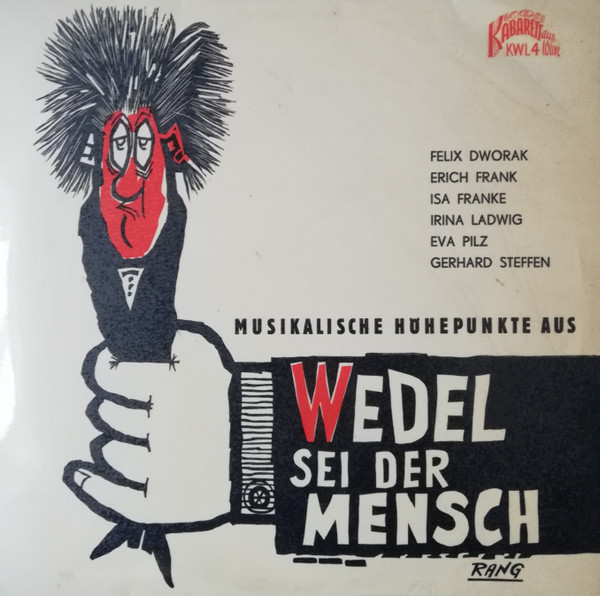 KABARETT aus
KWL 4 Wien
FELIX DWORAK
ERICH FRANK
ISA FRANKE
IRINA LADWIG
EVA PILZ
GERHARD STEFFEN
MUSIKALISCHE HÖHEPUNKTE AUS
WEDEL
SEI DER
MENSCH
RANG